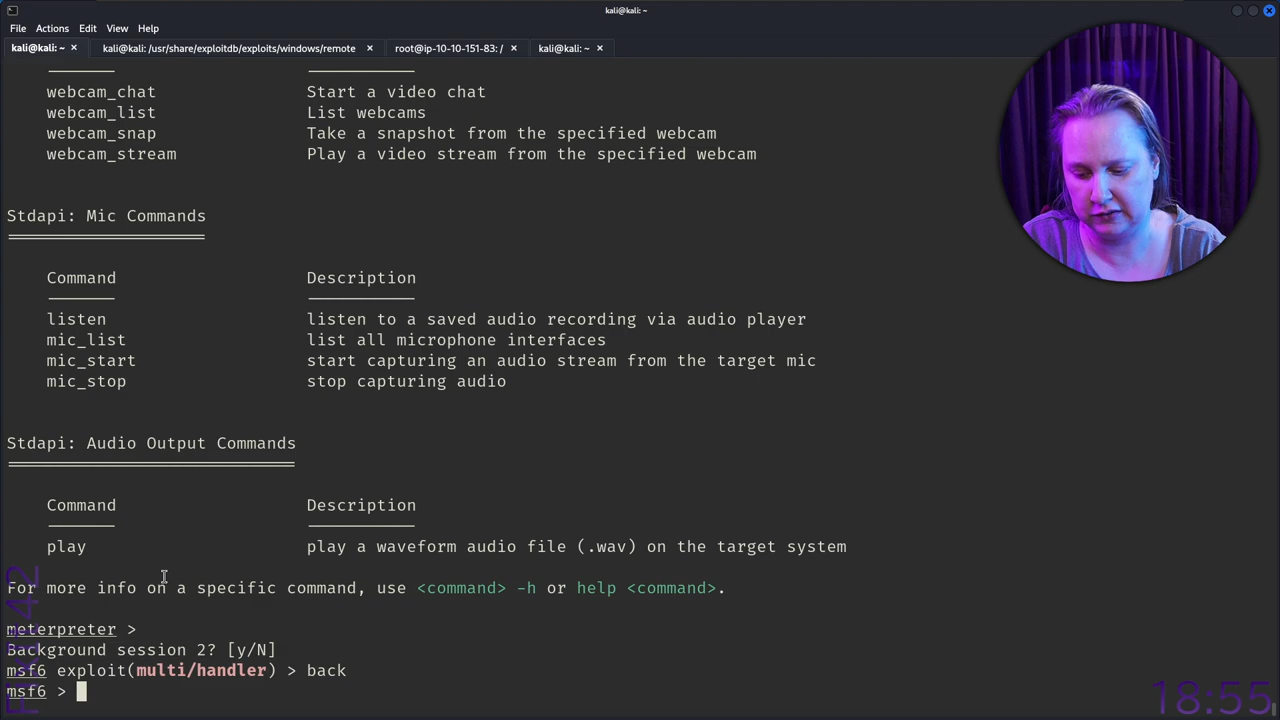 kali@kali: ~
File Actions Edit View Help
kali@kali: ~ × kali@kali: /usr/share/exploitdb/exploits/windows/remote × root@ip-10-10-151-83: / × kali@kali: ~ ×
webcam_chat Start a video chat
webcam_list List webcams
webcam_snap Take a snapshot from the specified webcam
webcam_stream Play a video stream from the specified webcam
Stdapi: Mic Commands
Command Description
listen listen to a saved audio recording via audio player
mic_list list all microphone interfaces
mic_start start capturing an audio stream from the target mic
mic_stop stop capturing audio
Stdapi: Audio Output Commands
Command Description
play play a waveform audio file (.wav) on the target system
For more info on a specific command, use <command> -h or help <command>.
meterpreter >
Background session 2? [y/N]
msf6 exploit(multi/handler) > back
msf6 >
18:55